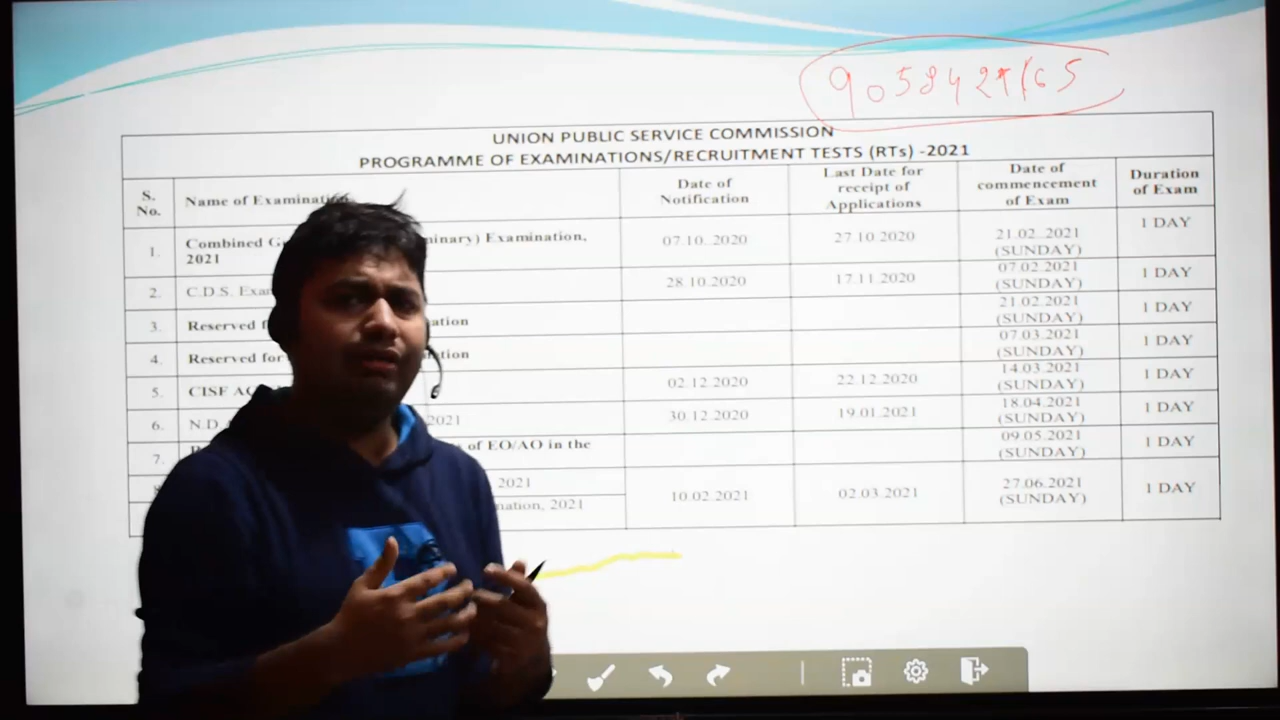 UNION PUBLIC SERVICE COMMISSION
PROGRAMME OF EXAMINATIONS/RECRUITMENT TESTS (RTs) -2021
S. No. Name of Examination Date of Notification Last Date for receipt of Applications Date of commencement of Exam Duration of Exam
1. Combined G minary) Examination, 2021 07.10..2020 27.10.2020 21.02..2021 (SUNDAY) 1 DAY
2. C.D.S. Exa 28.10.2020 17.11.2020 07.02.2021 (SUNDAY) 1 DAY
3. Reserved f ation 21.02.2021 (SUNDAY) 1 DAY
4. Reserved for tion 07.03.2021 (SUNDAY) 1 DAY
5. CISF AC 02.12.2020 22.12.2020 14.03.2021 (SUNDAY) 1 DAY
6. N.D. 2021 30.12.2020 19.01.2021 18.04.2021 (SUNDAY) 1 DAY
7. of EO/AO in the 09.05.2021 (SUNDAY) 1 DAY
2021 10.02.2021 02.03.2021 27.06.2021 (SUNDAY) 1 DAY
nation, 2021